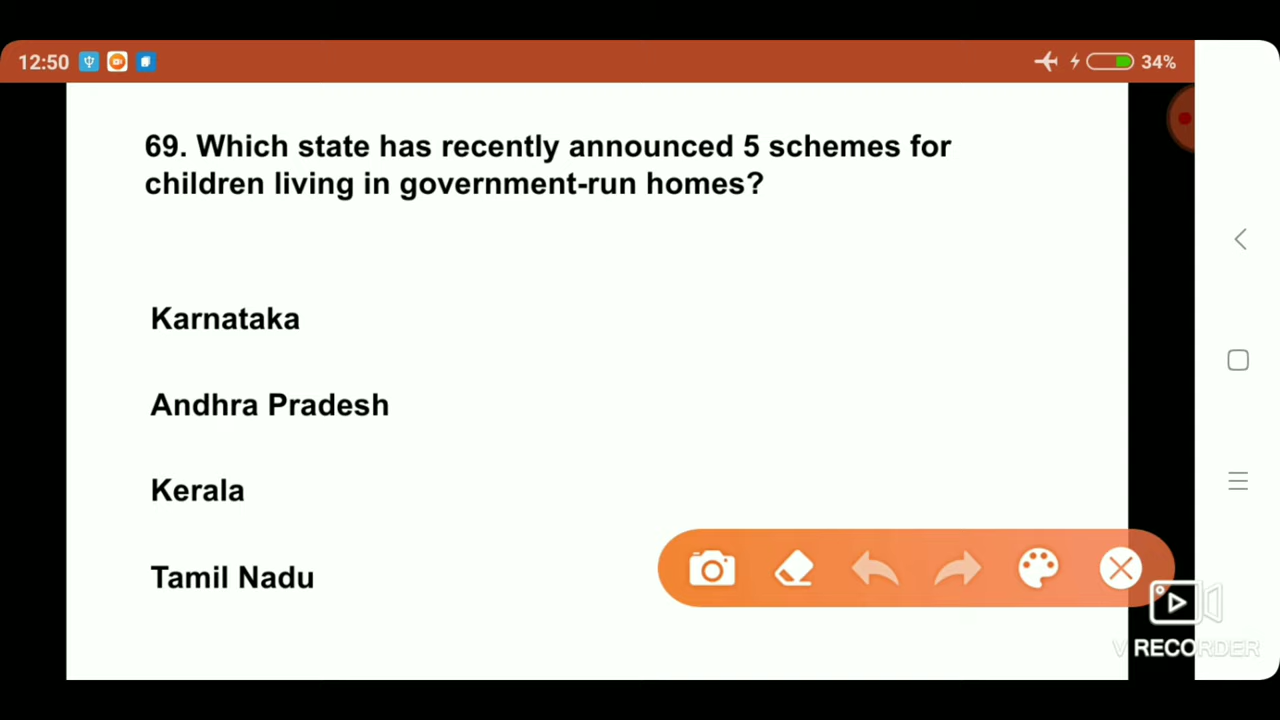 12:50
34%
69. Which state has recently announced 5 schemes for
children living in government-run homes?
Karnataka
Andhra Pradesh
Kerala
Tamil Nadu
V RECORDER